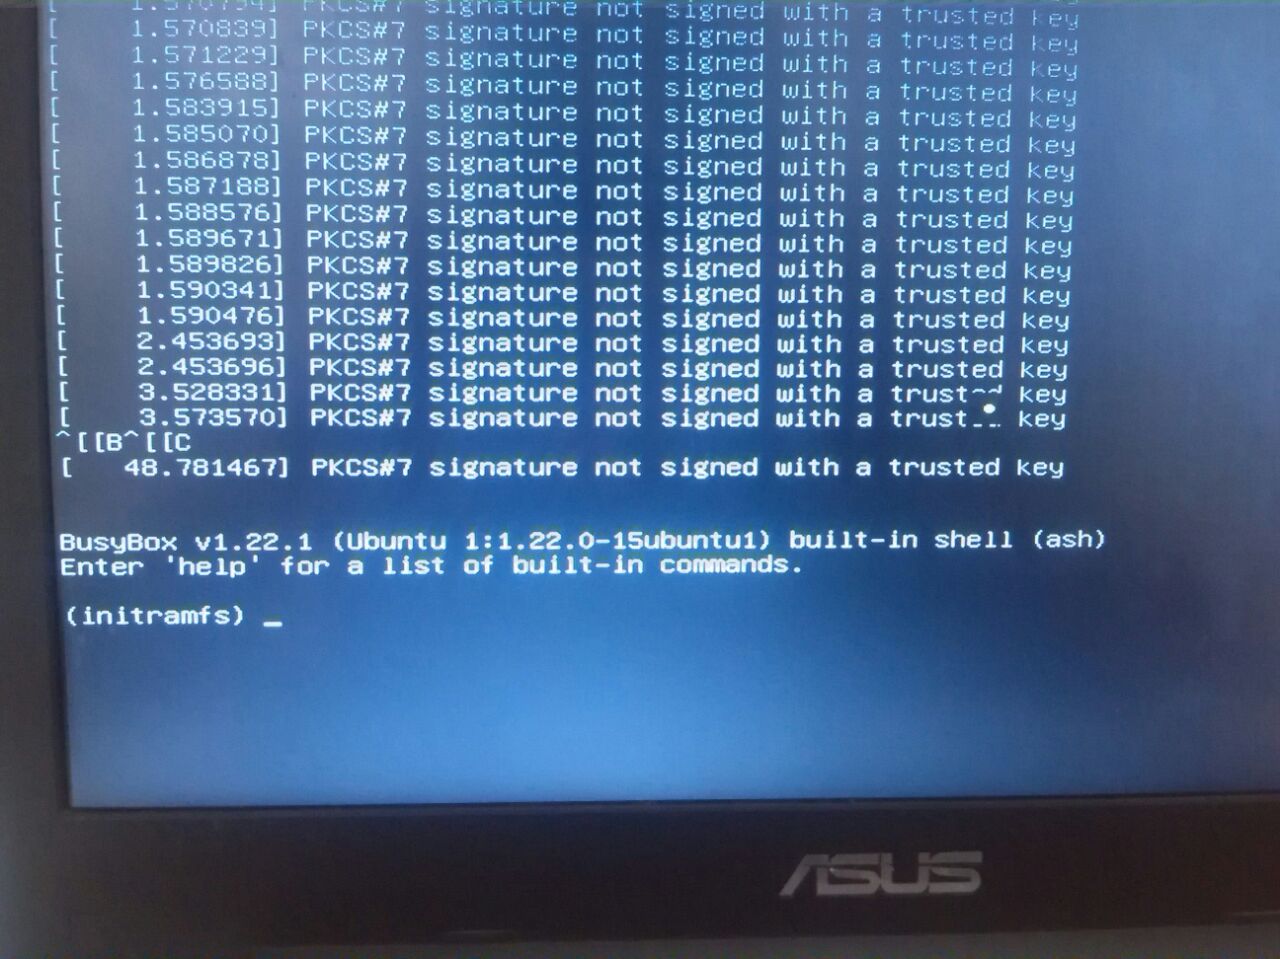 [    1.570794] PKCS#7 signature not signed with a trusted key
[    1.570839] PKCS#7 signature not signed with a trusted key
[    1.571229] PKCS#7 signature not signed with a trusted key
[    1.576588] PKCS#7 signature not signed with a trusted key
[    1.583915] PKCS#7 signature not signed with a trusted key
[    1.585070] PKCS#7 signature not signed with a trusted key
[    1.586878] PKCS#7 signature not signed with a trusted key
[    1.587188] PKCS#7 signature not signed with a trusted key
[    1.588576] PKCS#7 signature not signed with a trusted key
[    1.589671] PKCS#7 signature not signed with a trusted key
[    1.589826] PKCS#7 signature not signed with a trusted key
[    1.590341] PKCS#7 signature not signed with a trusted key
[    1.590476] PKCS#7 signature not signed with a trusted key
[    2.453693] PKCS#7 signature not signed with a trusted key
[    2.453696] PKCS#7 signature not signed with a trusted key
[    3.528331] PKCS#7 signature not signed with a trusted key
[    3.573570] PKCS#7 signature not signed with a trusted key
^[[B^[[C
[   48.781467] PKCS#7 signature not signed with a trusted key
BusyBox v1.22.1 (Ubuntu 1:1.22.0-15ubuntu1) built-in shell (ash)
Enter 'help' for a list of built-in commands.
(initramfs) _
ASUS